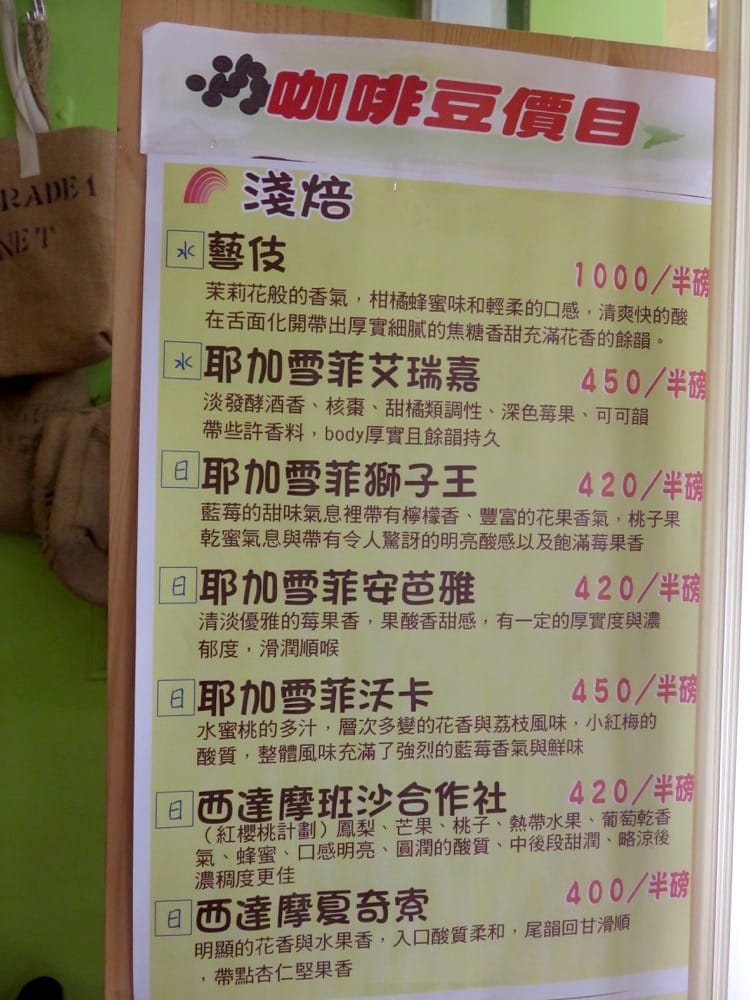 咖啡豆價目
RADE 1
NET
淺焙
水 藝伎 1000/半磅
茉莉花般的香氣，柑橘蜂蜜味和輕柔的口感，清爽快的酸
在舌面化開帶出厚實細膩的焦糖香甜充滿花香的餘韻。
水 耶加雪菲艾瑞嘉 450/半磅
淡發酵酒香、核棗、甜橘類調性、深色莓果、可可韻
帶些許香料，body厚實且餘韻持久
日 耶加雪菲獅子王 420/半磅
藍莓的甜味氣息裡帶有檸檬香、豐富的花果香氣，桃子果
乾蜜氣息與帶有令人驚訝的明亮酸感以及飽滿莓果香
日 耶加雪菲安芭雅 420/半磅
清淡優雅的莓果香，果酸香甜感，有一定的厚實度與濃
郁度，滑潤順喉
日 耶加雪菲沃卡 450/半磅
水蜜桃的多汁，層次多變的花香與荔枝風味，小紅梅的
酸質，整體風味充滿了強烈的藍莓香氣與鮮味
日 西達摩班沙合作社 420/半磅
（紅櫻桃計劃）鳳梨、芒果、桃子、熱帶水果、葡萄乾香
氣、蜂蜜、口感明亮、圓潤的酸質、中後段甜潤、略涼後
濃稠度更佳
日 西達摩夏奇索 400/半磅
明顯的花香與水果香，入口酸質柔和，尾韻回甘滑順
，帶點杏仁堅果香